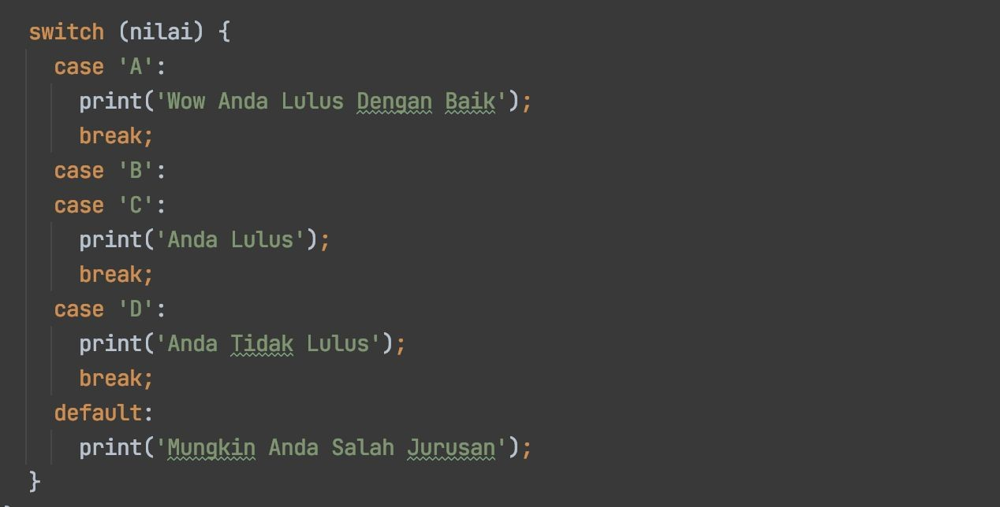 switch (nilai) {
  case 'A':
    print('Wow Anda Lulus Dengan Baik');
    break;
  case 'B':
  case 'C':
    print('Anda Lulus');
    break;
  case 'D':
    print('Anda Tidak Lulus');
    break;
  default:
    print('Mungkin Anda Salah Jurusan');
}